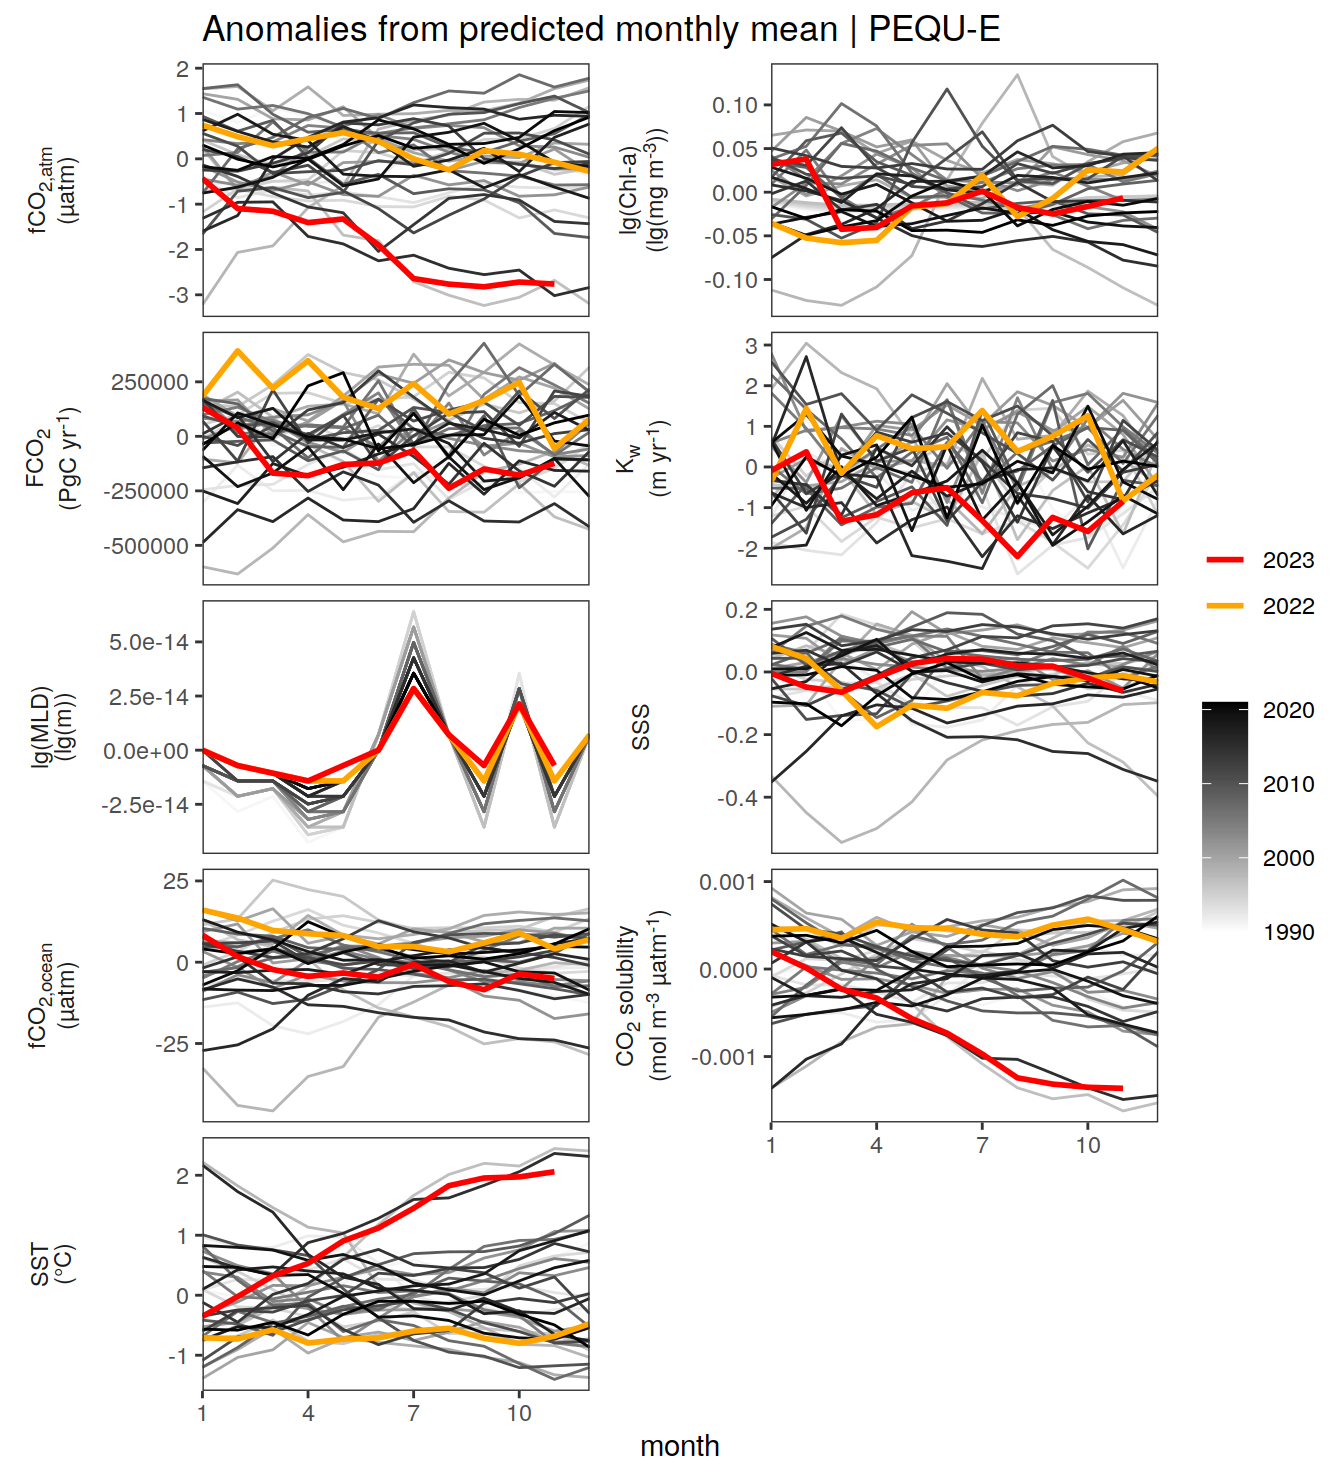 Anomalies from predicted monthly mean | PEQU-E
fCO2,atm
(µatm)
2
1
0
-1
-2
-3
lg(Chl-a)
(lg(mg m-3))
0.10
0.05
0.00
-0.05
-0.10
FCO2
(PgC yr-1)
250000
0
-250000
-500000
Kw
(m yr-1)
3
2
1
0
-1
-2
lg(MLD)
(lg(m))
5.0e-14
2.5e-14
0.0e+00
-2.5e-14
SSS
0.2
0.0
-0.2
-0.4
fCO2,ocean
(µatm)
25
0
-25
CO2 solubility
(mol m-3 µatm-1)
0.001
0.000
-0.001
1 4 7 10
SST
(°C)
2
1
0
-1
1 4 7 10
month
2023
2022
2020
2010
2000
1990